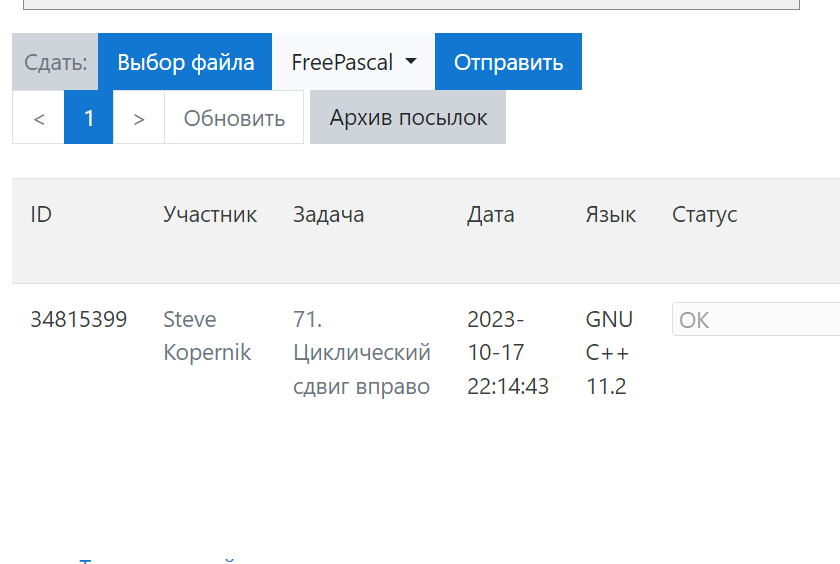 Сдать: Выбор файла FreePascal Отправить
< 1 > Обновить Архив посылок
ID Участник Задача Дата Язык Статус
34815399 Steve 71. 2023- GNU OK
Kopernik Циклический 10-17 C++
сдвиг вправо 22:14:43 11.2